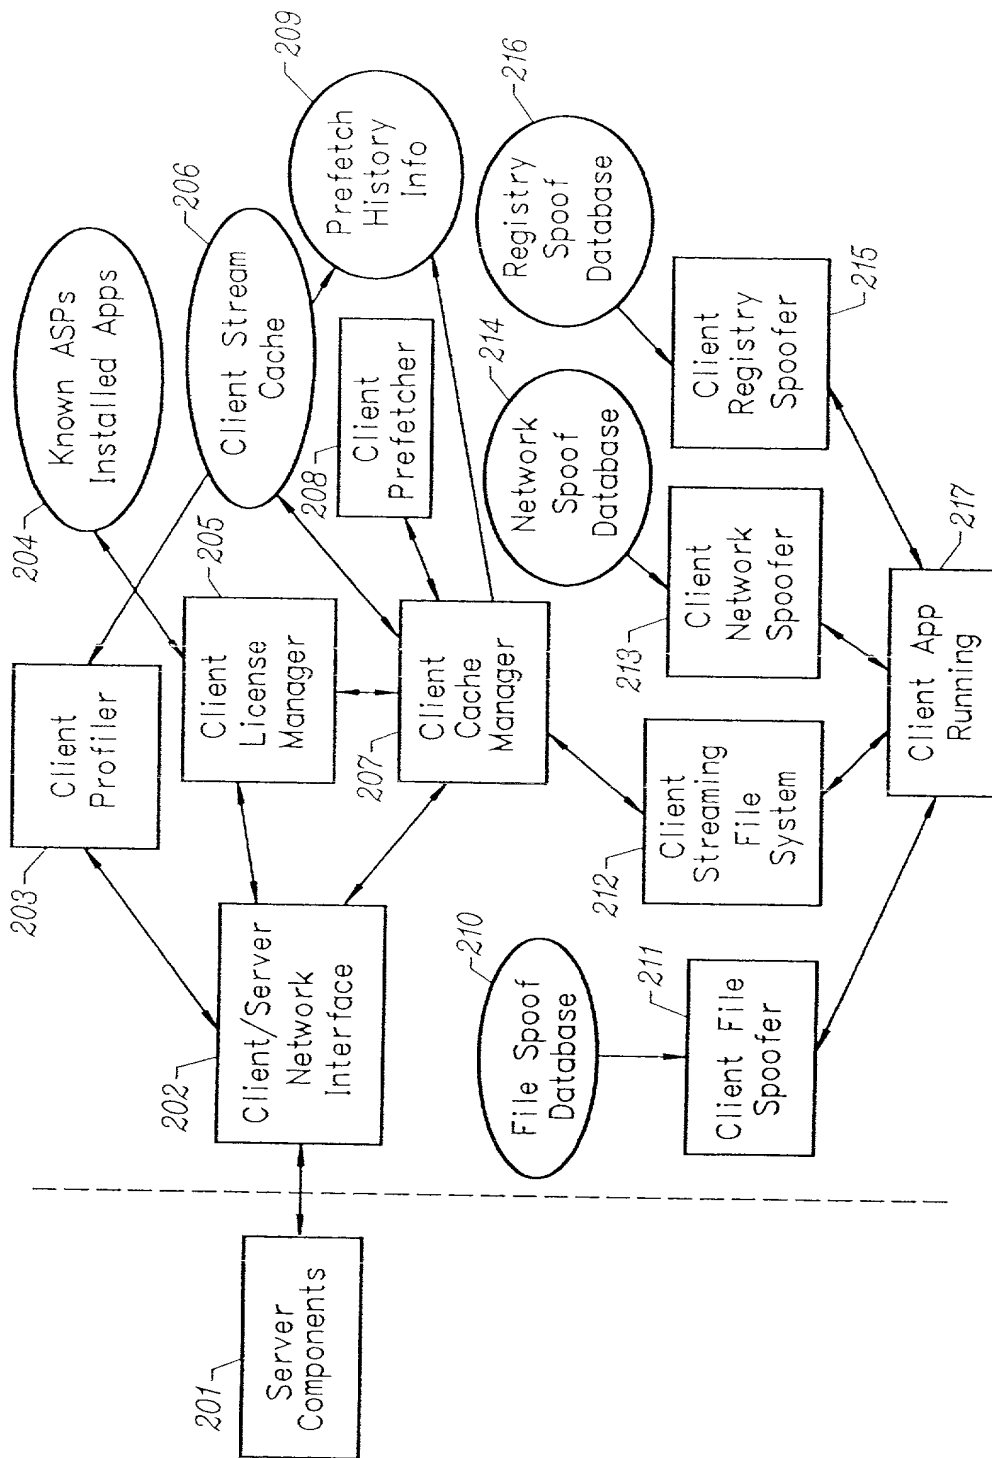 201
Server
Components
202
Client/Server
Network
Interface
203
Client
Profiler
204
Known ASPs
Installed Apps
205
Client
License
Manager
206
Client Stream
Cache
207
Client
Cache
Manager
208
Client
Prefetcher
209
Prefetch
History
Info
210
File Spoof
Database
211
Client File
Spoofer
212
Client
Streaming
File
System
213
Client
Network
Spoofer
214
Network
Spoof
Database
215
Client
Registry
Spoofer
216
Registry
Spoof
Database
217
Client App
Running